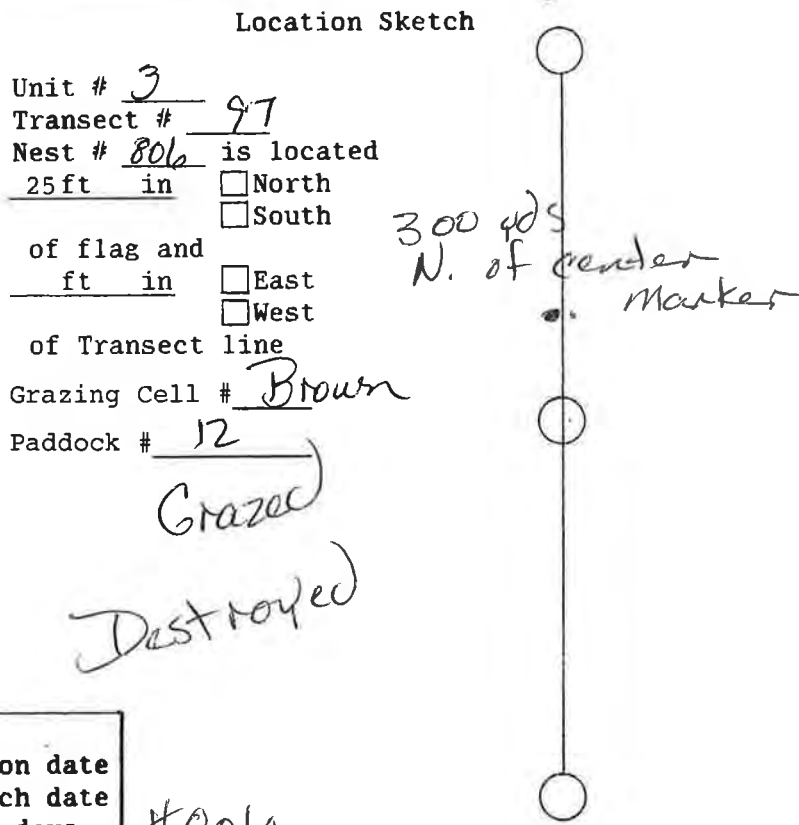 Location Sketch
Unit # 3
Transect # 97
Nest # 806 is located
25 ft in North
South
of flag and
ft in East
West
of Transect line
300 yds
N. of center
marker
Grazing Cell # Brown
Paddock # 12
Grazed
Destroyed
on date
ch date